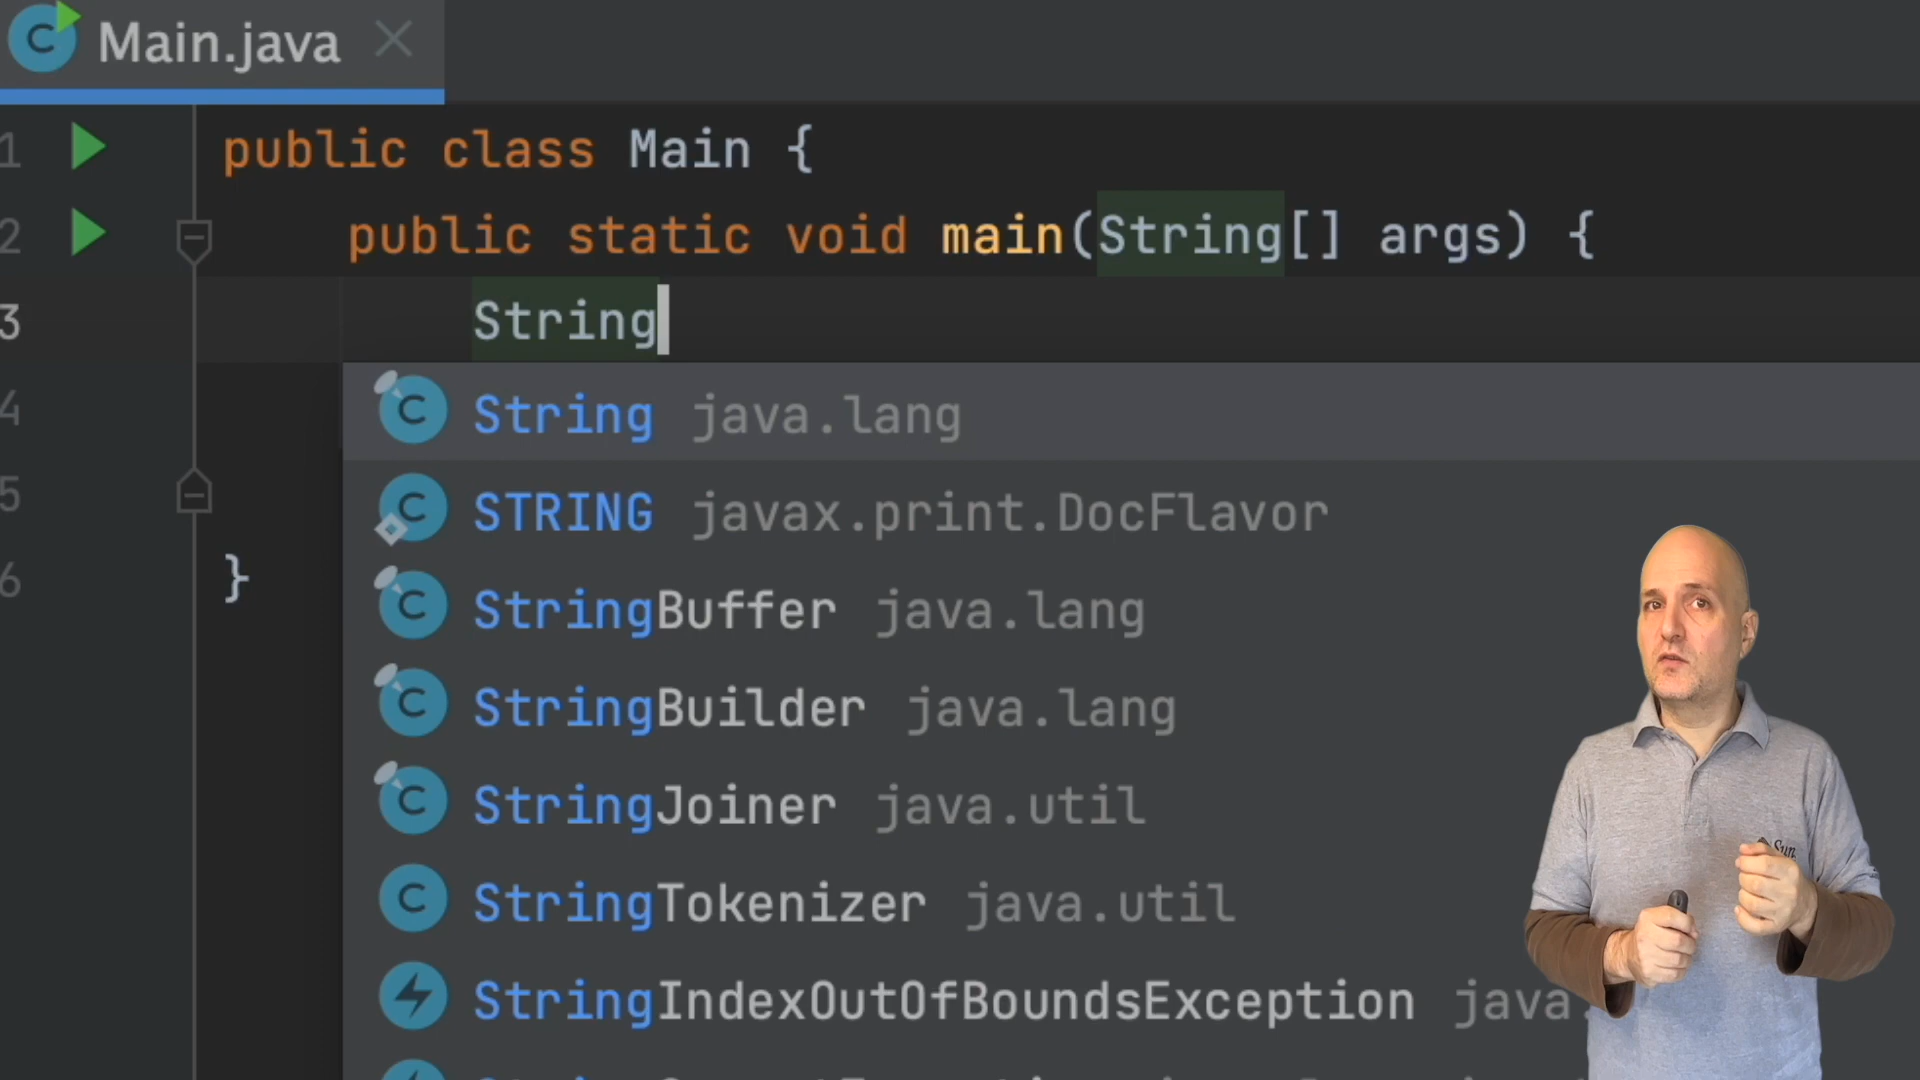 Main.java
1 public class Main {
2 public static void main(String[] args) {
3 String
4
5
6 }
String java.lang
STRING javax.print.DocFlavor
StringBuffer java.lang
StringBuilder java.lang
StringJoiner java.util
StringTokenizer java.util
StringIndexOutOfBoundsException java.
Sun